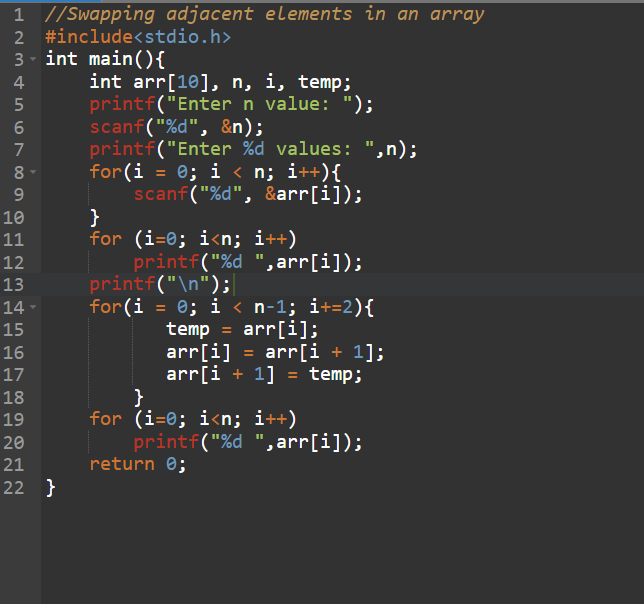 1 //Swapping adjacent elements in an array
2 #include<stdio.h>
3 int main(){
4     int arr[10], n, i, temp;
5     printf("Enter n value: ");
6     scanf("%d", &n);
7     printf("Enter %d values: ",n);
8     for(i = 0; i < n; i++){
9         scanf("%d", &arr[i]);
10     }
11     for (i=0; i<n; i++)
12         printf("%d ",arr[i]);
13     printf("\n");
14     for(i = 0; i < n-1; i+=2){
15            temp = arr[i];
16            arr[i] = arr[i + 1];
17            arr[i + 1] = temp;
18         }
19     for (i=0; i<n; i++)
20         printf("%d ",arr[i]);
21     return 0;
22 }